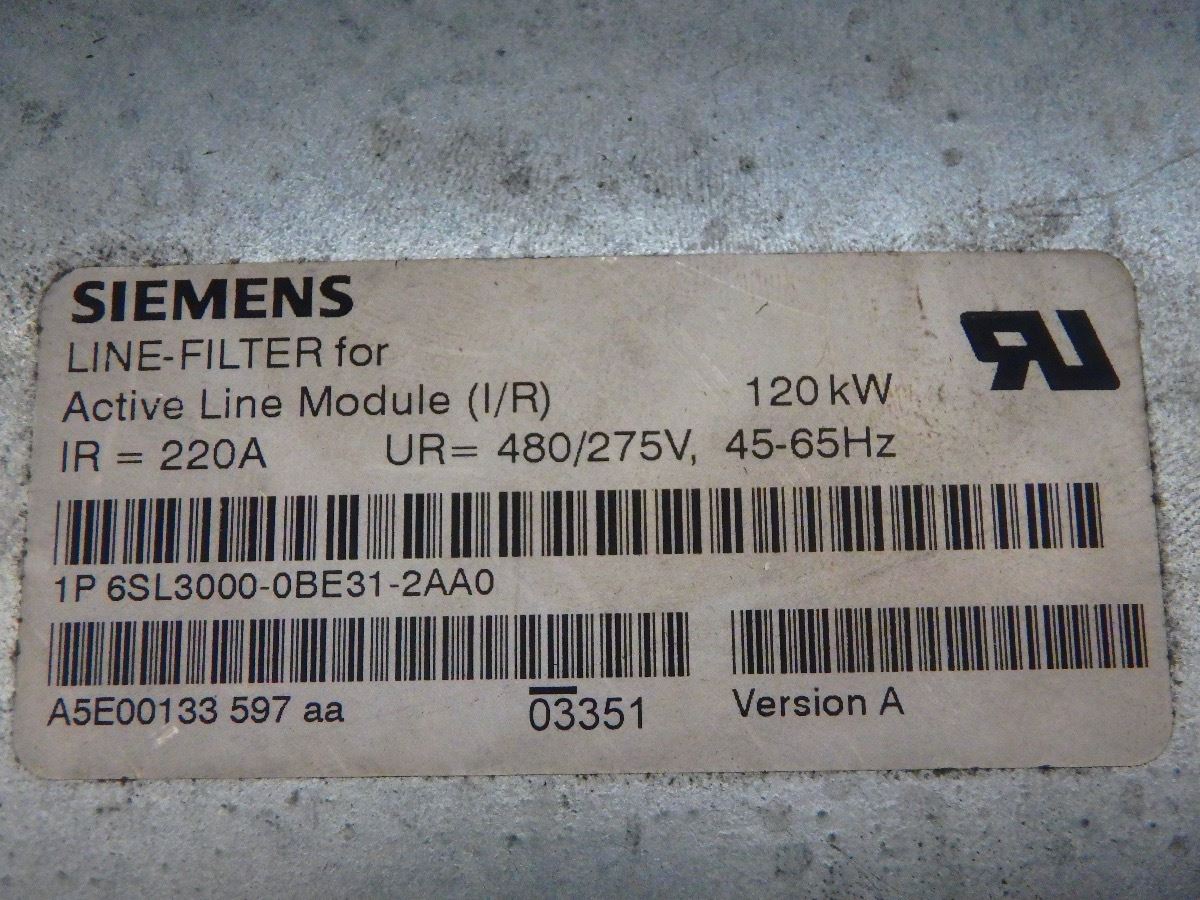 SIEMENS
LINE-FILTER for
Active Line Module (I/R) 120 kW
IR = 220A UR= 480/275V, 45-65Hz
1P 6SL3000-0BE31-2AA0
A5E00133 597 aa 03351 Version A